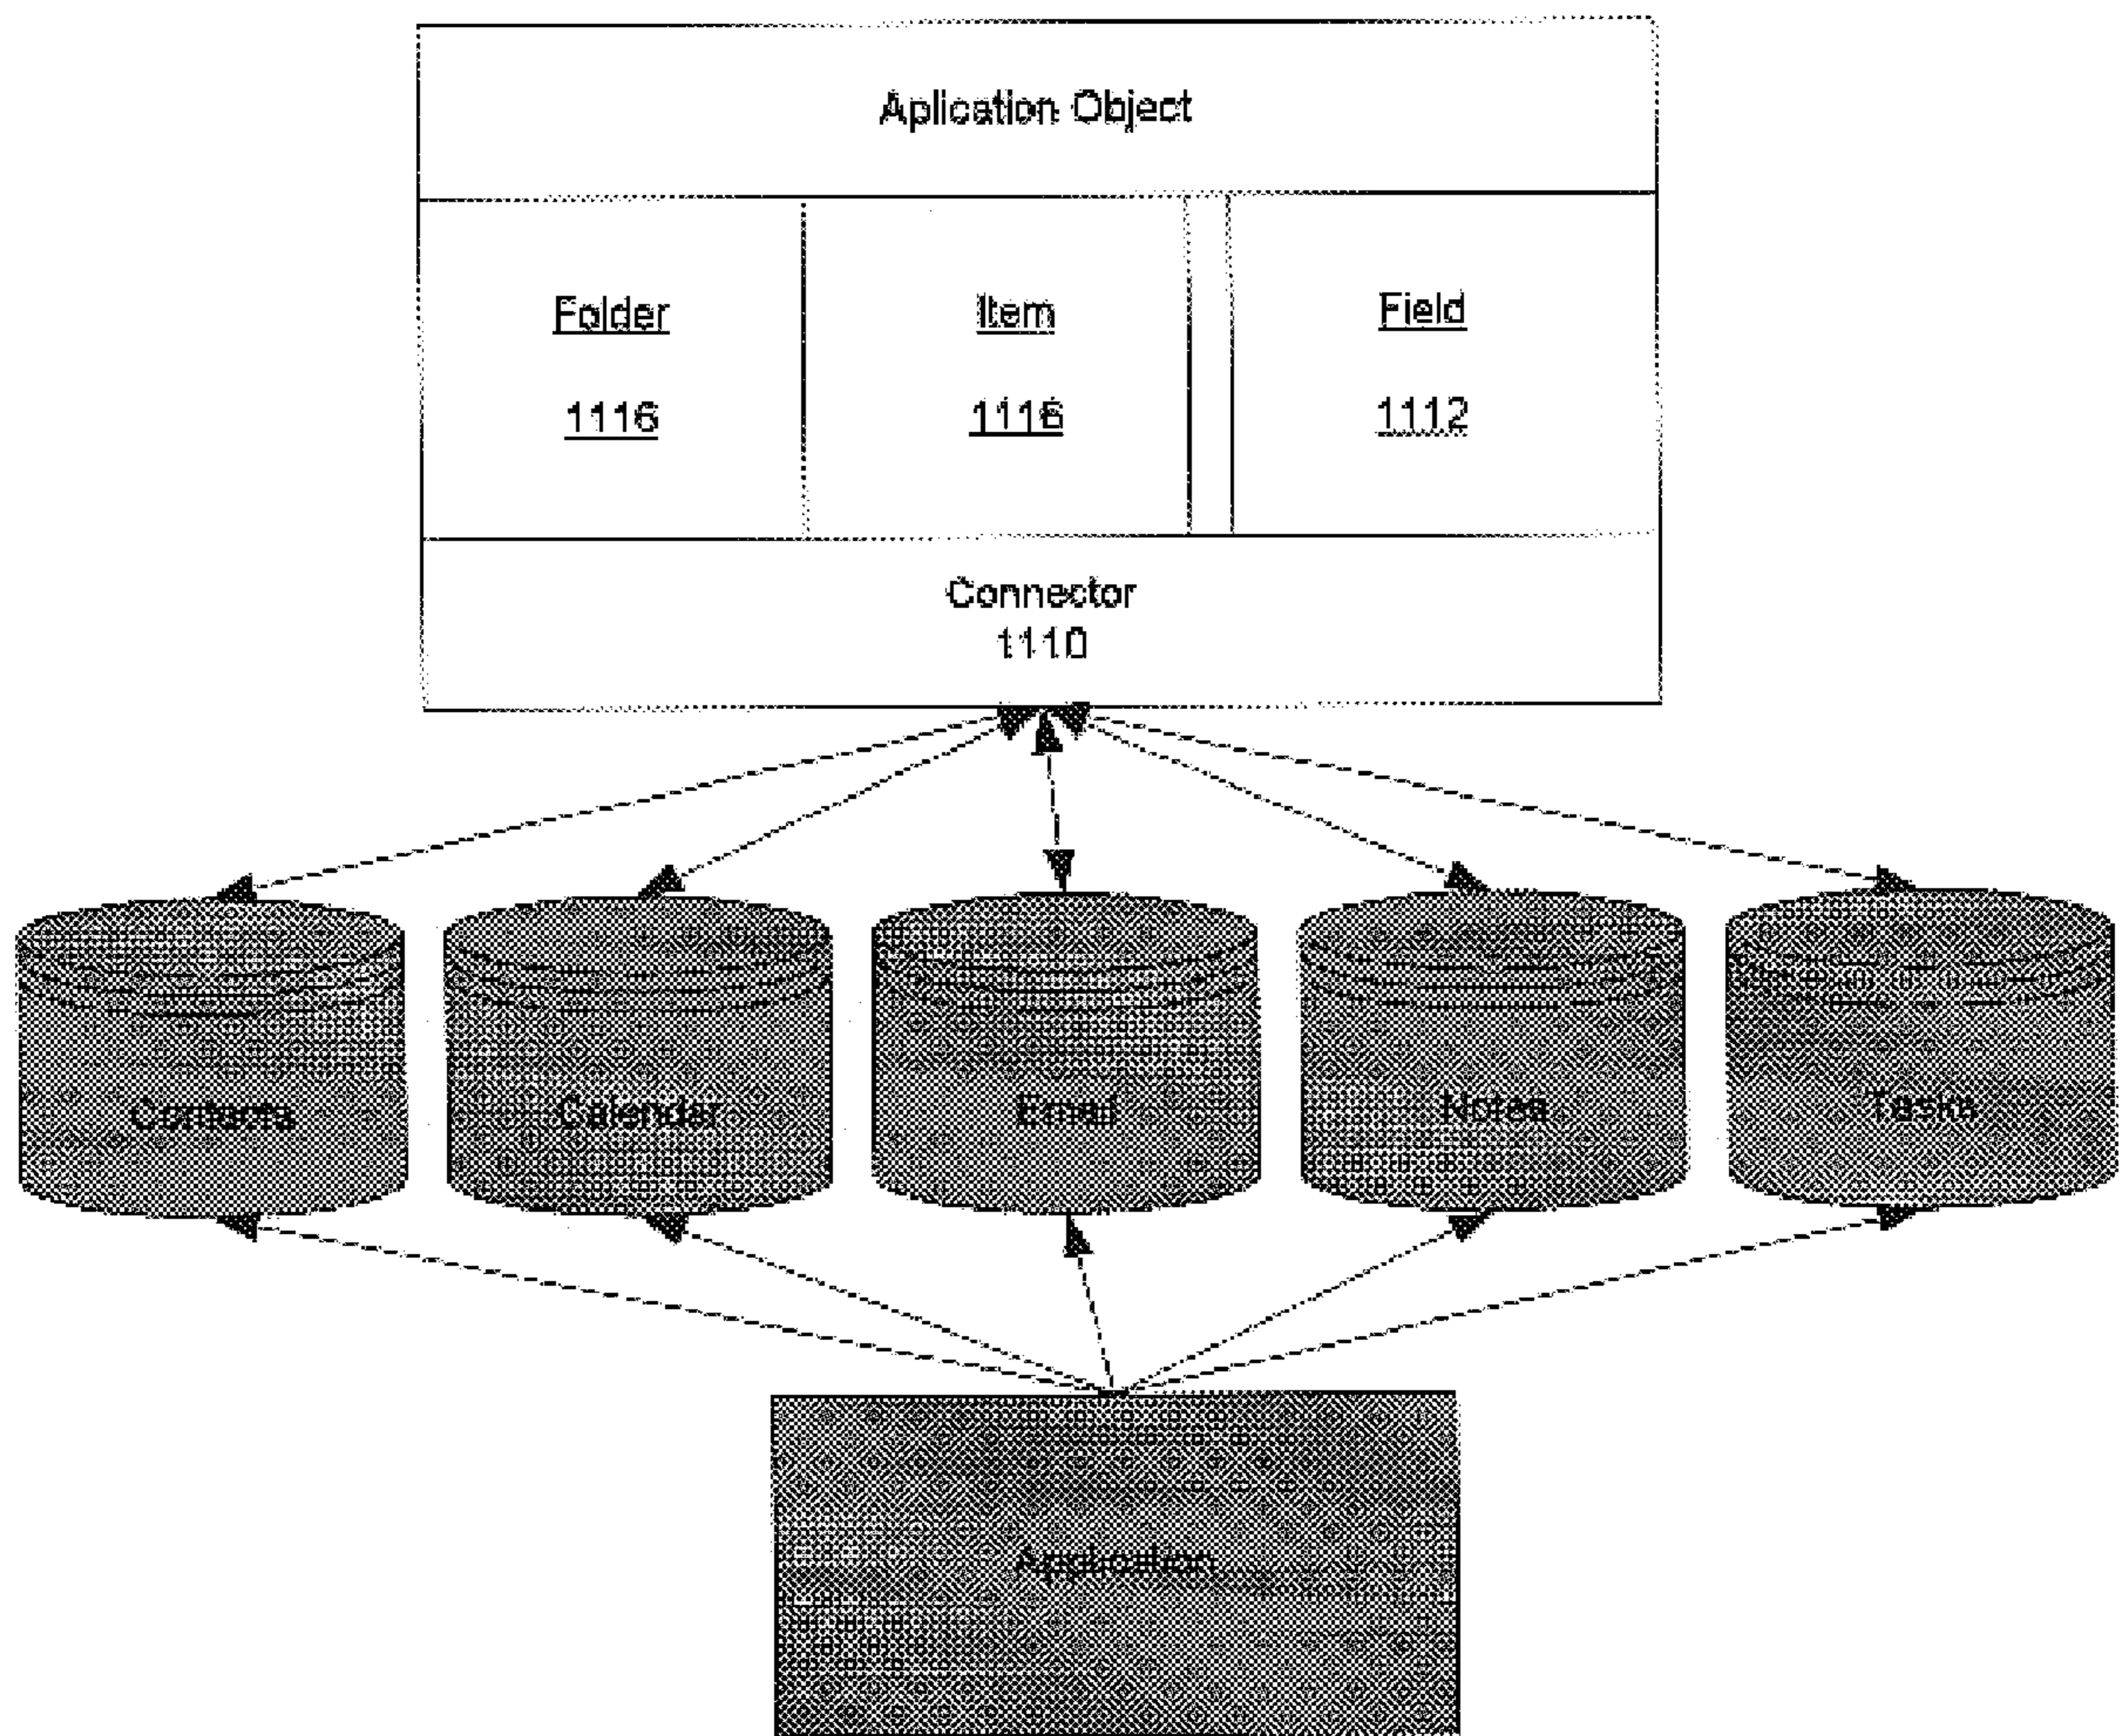 Aplication Object
Folder
Item
Field
1116
1116
1112
Connector
1110
Contacts
Calendar
Email
Notes
Tasks
Application